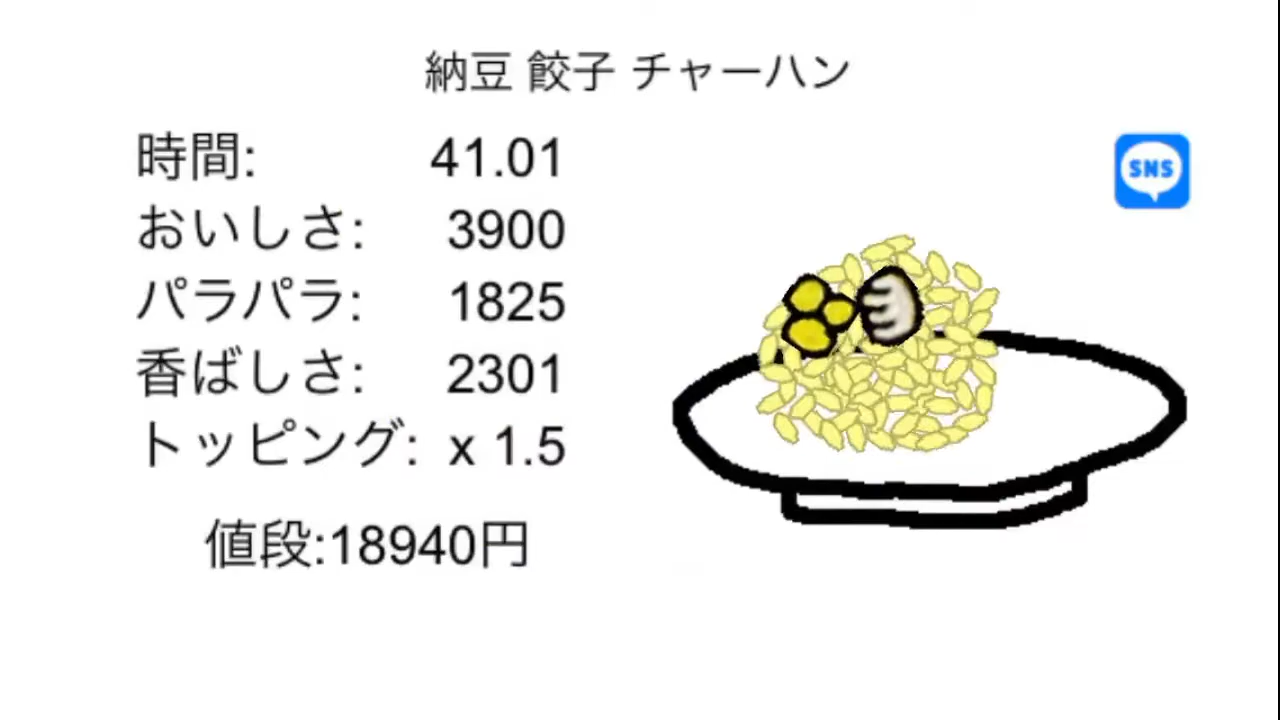 納豆 餃子 チャーハン
時間: 41.01
おいしさ: 3900
パラパラ: 1825
香ばしさ: 2301
トッピング: x 1.5
値段:18940円
SNS